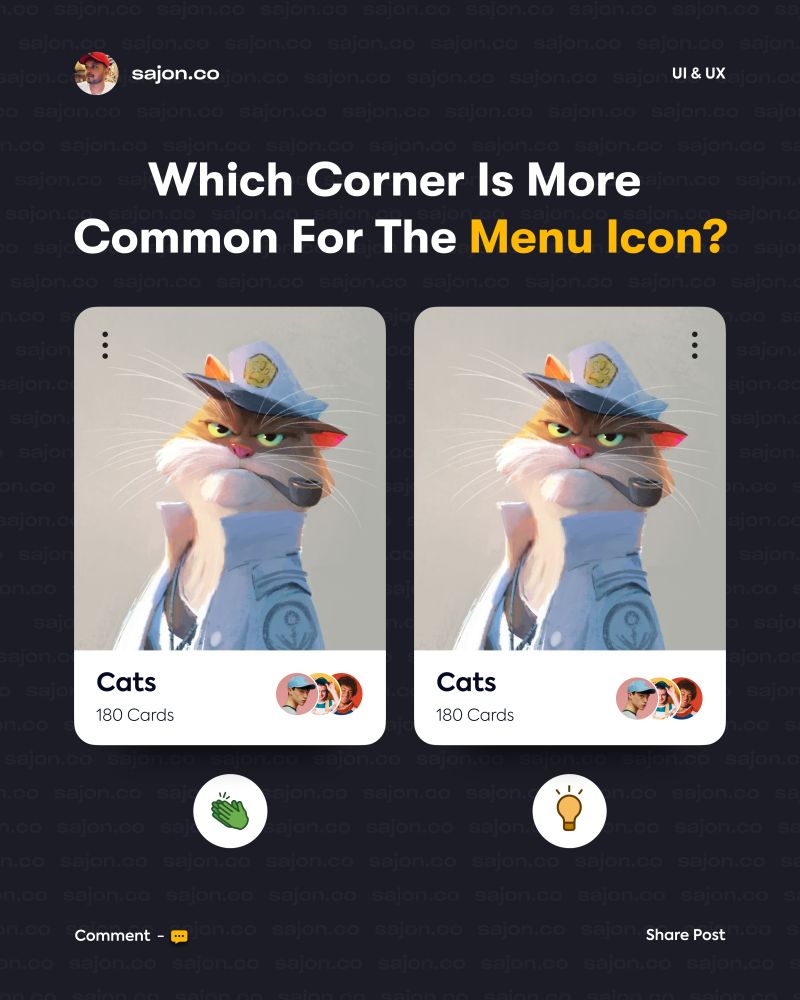 sajon.co
UI & UX
Which Corner Is More
Common For The Menu Icon?
Cats
180 Cards
Cats
180 Cards
Comment -
Share Post